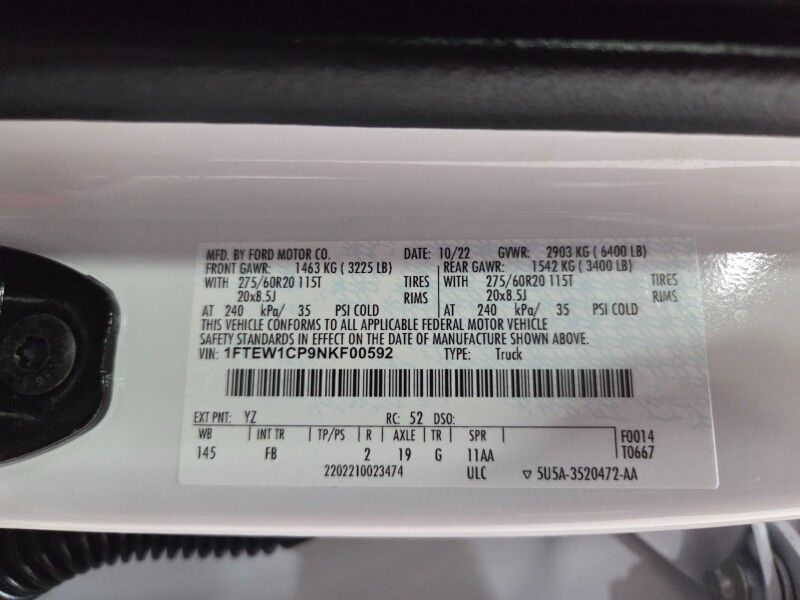 MFD. BY FORD MOTOR CO. DATE: 10/22 GVWR: 2903 KG ( 6400 LB)
FRONT GAWR: 1463 KG ( 3225 LB) REAR GAWR: 1542 KG ( 3400 LB)
WITH 275/60R20 115T TIRES WITH 275/60R20 115T TIRES
20x8.5J RIMS 20x8.5J RIMS
AT 240 kPa/ 35 PSI COLD AT 240 kPa/ 35 PSI COLD
THIS VEHICLE CONFORMS TO ALL APPLICABLE FEDERAL MOTOR VEHICLE
SAFETY STANDARDS IN EFFECT ON THE DATE OF MANUFACTURE SHOWN ABOVE.
VIN: 1FTEW1CP9NKF00592 TYPE: Truck
EXT PNT: YZ RC: 52 DSO:
WB INT TR TP/PS R AXLE TR SPR F0014
145 FB 2 19 G 11AA T0667
2202210023474 ULC ▽ 5U5A-3520472-AA